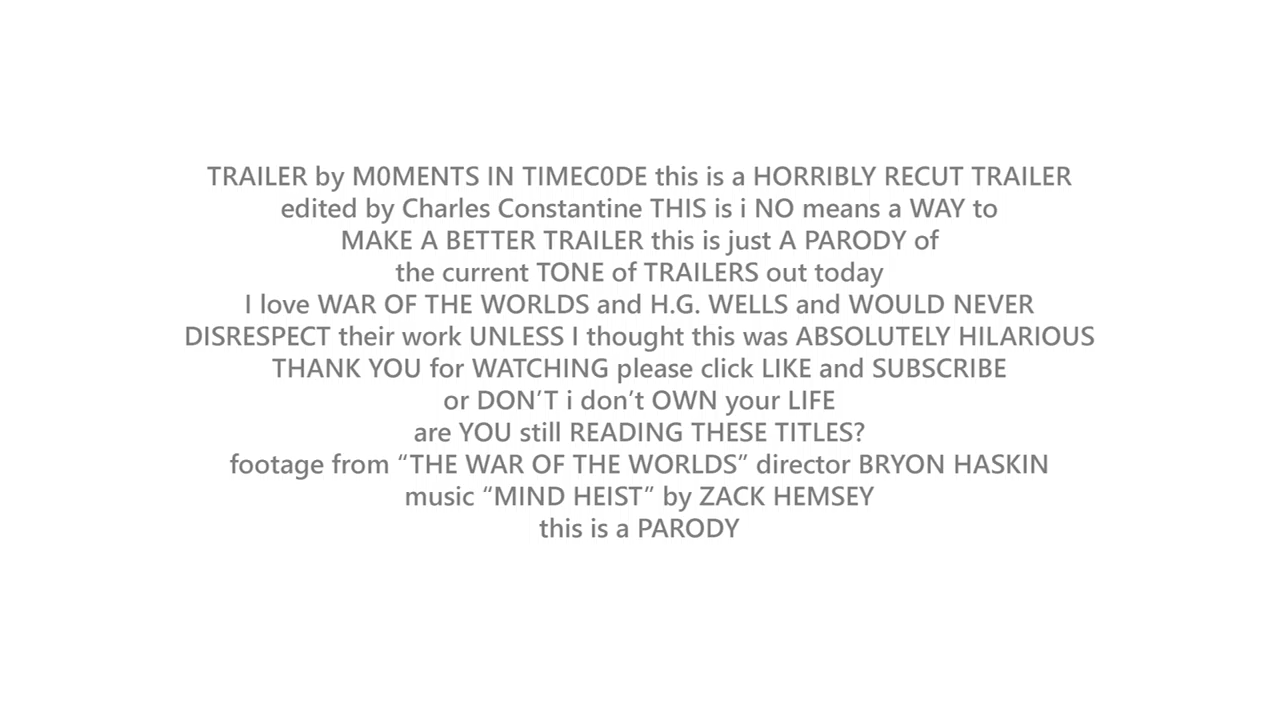 TRAILER by M0MENTS IN TIMEC0DE this is a HORRIBLY RECUT TRAILER
edited by Charles Constantine THIS is i NO means a WAY to
MAKE A BETTER TRAILER this is just A PARODY of
the current TONE of TRAILERS out today
I love WAR OF THE WORLDS and H.G. WELLS and WOULD NEVER
DISRESPECT their work UNLESS I thought this was ABSOLUTELY HILARIOUS
THANK YOU for WATCHING please click LIKE and SUBSCRIBE
or DON’T i don’t OWN your LIFE
are YOU still READING THESE TITLES?
footage from “THE WAR OF THE WORLDS” director BRYON HASKIN
music “MIND HEIST” by ZACK HEMSEY
this is a PARODY